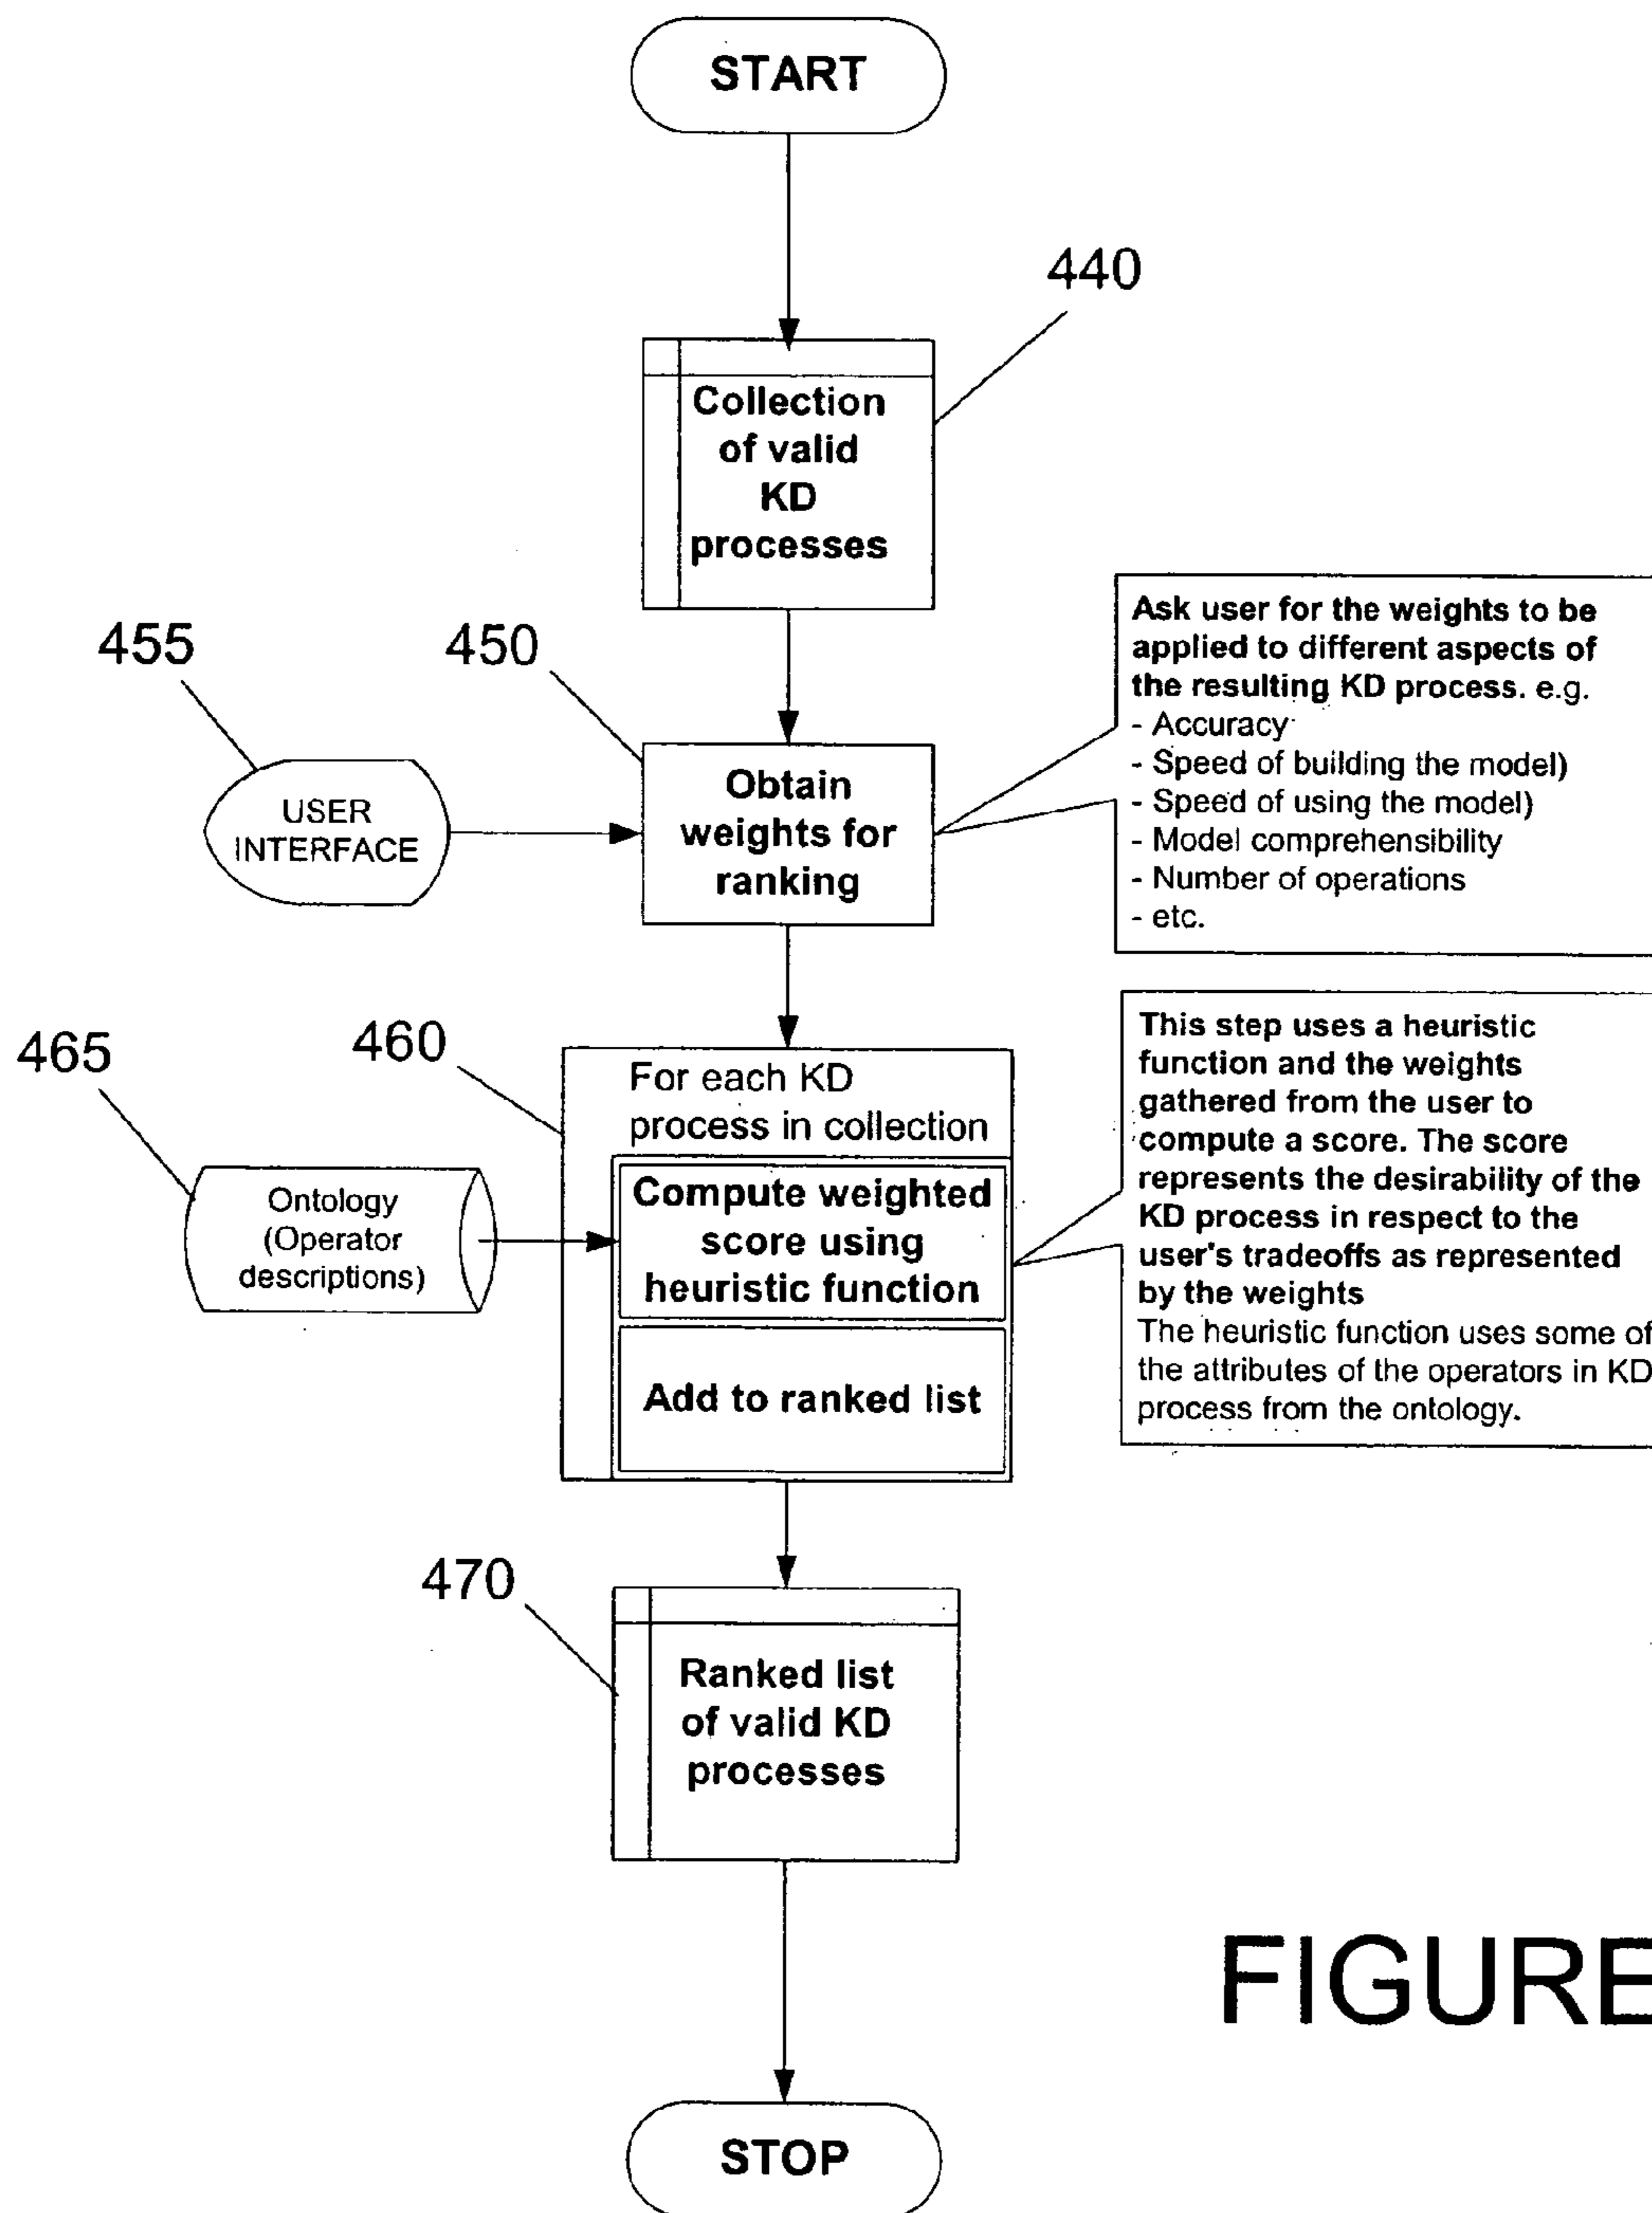 START
440
Collection
of valid
KD
processes
455
450
USER
INTERFACE
Obtain
weights for
ranking
Ask user for the weights to be
applied to different aspects of
the resulting KD process. e.g.
- Accuracy
- Speed of building the model)
- Speed of using the model)
- Model comprehensibility
- Number of operations
- etc.
465
460
For each KD
process in collection
Ontology
(Operator
descriptions)
Compute weighted
score using
heuristic function
Add to ranked list
This step uses a heuristic
function and the weights
gathered from the user to
compute a score. The score
represents the desirability of the
KD process in respect to the
user's tradeoffs as represented
by the weights
The heuristic function uses some of
the attributes of the operators in KD
process from the ontology.
470
Ranked list
of valid KD
processes
FIGURE
STOP